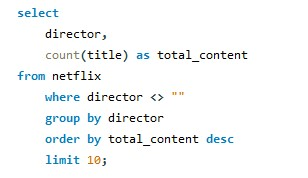 select
director,
count(title) as total_content
from netflix
where director <> ""
group by director
order by total_content desc
limit 10;